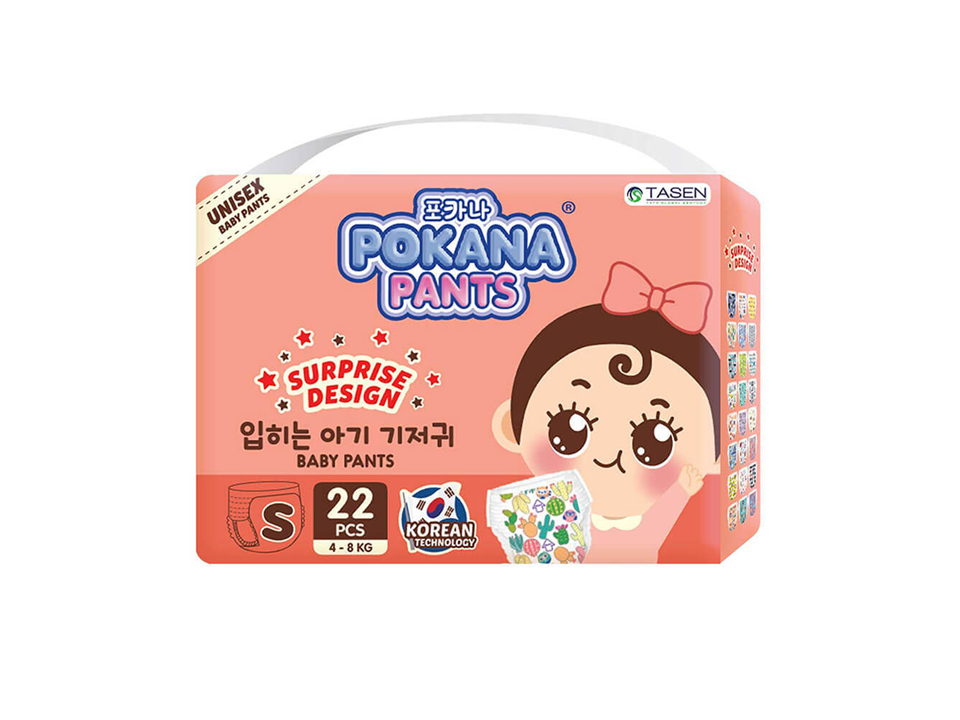 UNISEX
BABY PANTS
TASEN
포카나
POKANA
PANTS
®
SURPRISE
DESIGN
입히는 아기 기저귀
BABY PANTS
S
22
PCS
4 - 8 KG
KOREAN
TECHNOLOGY
SURPRISE
DESIGN